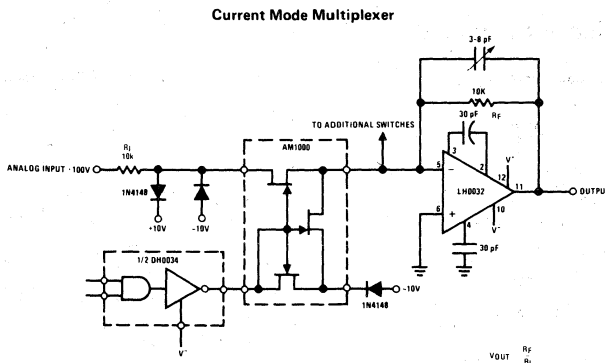 Current Mode Multiplexer
3-8 pF
10K
RF
30 pF
TO ADDITIONAL SWITCHES
AM1000
RI
10k
ANALOG INPUT -100V
3
2
5
12
V-
11
OUTPUT
LH0032
1N4148
6
10
V-
4
+10V
-10V
30 pF
1/2 DH0034
-10V
1N4148
V-
VOUT RF
RI